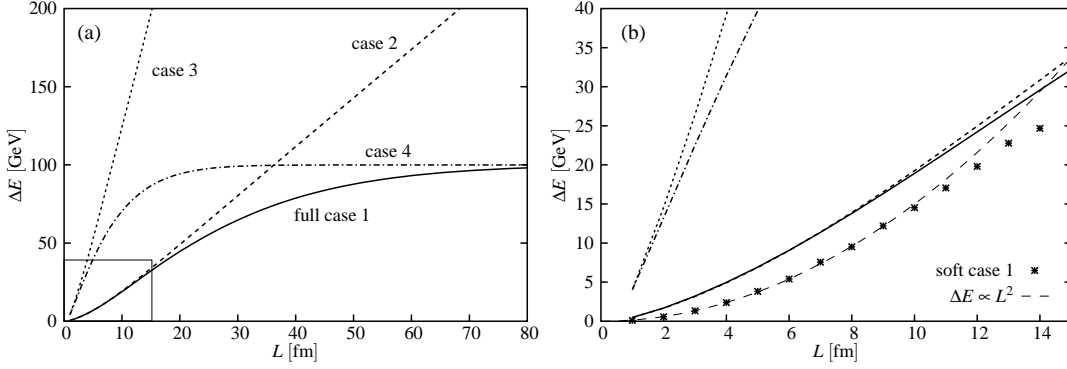 (a)
200
150
100
50
0
ΔE [GeV]
case 3
case 2
case 4
full case 1
0 10 20 30 40 50 60 70 80
L [fm]
(b)
40
35
30
25
20
15
10
5
0
ΔE [GeV]
soft case 1
ΔE ∝ L²
0 2 4 6 8 10 12 14
L [fm]